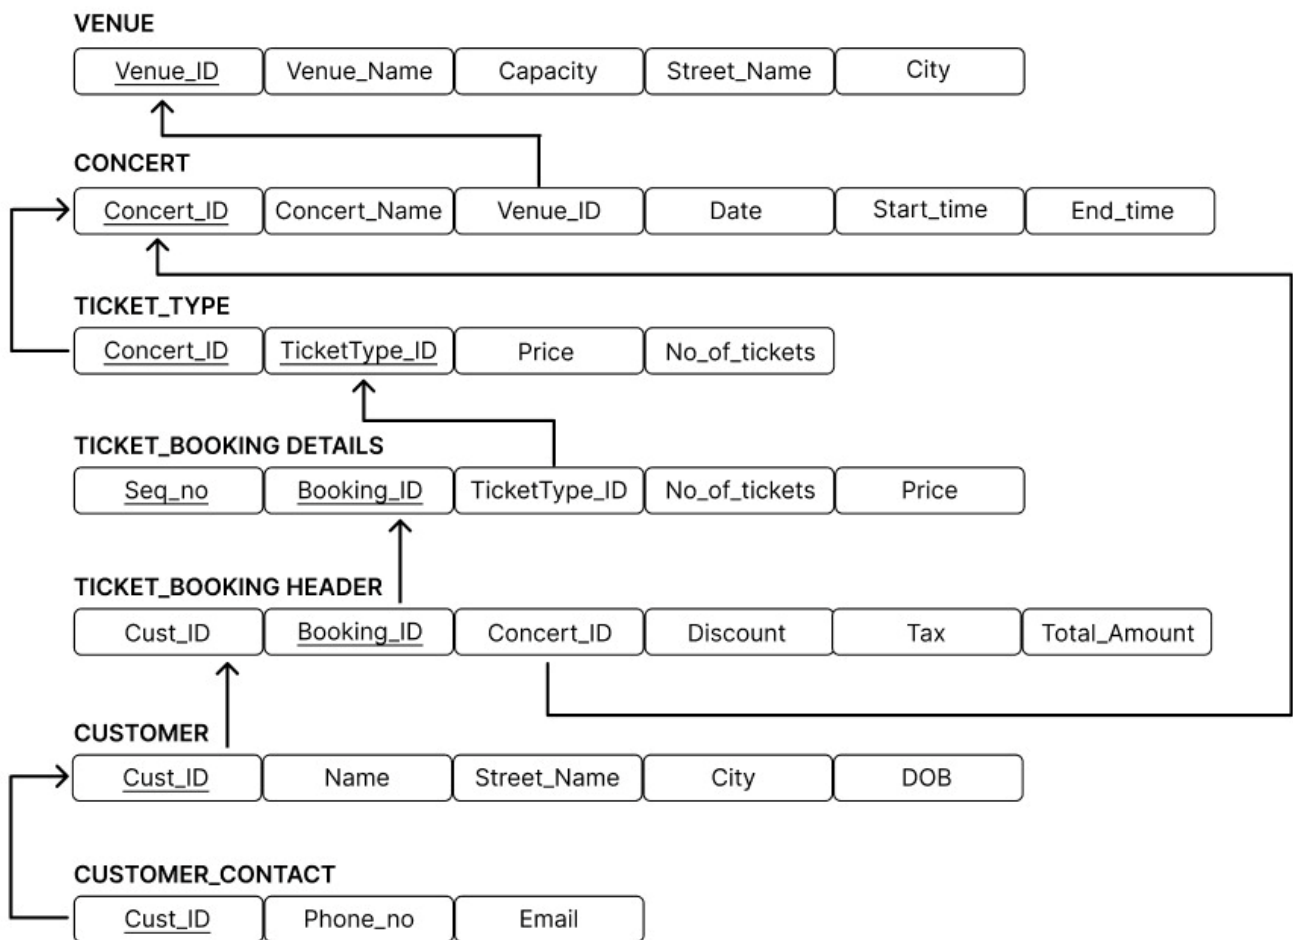 VENUE
Venue_ID Venue_Name Capacity Street_Name City
CONCERT
Concert_ID Concert_Name Venue_ID Date Start_time End_time
TICKET_TYPE
Concert_ID TicketType_ID Price No_of_tickets
TICKET_BOOKING DETAILS
Seq_no Booking_ID TicketType_ID No_of_tickets Price
TICKET_BOOKING HEADER
Cust_ID Booking_ID Concert_ID Discount Tax Total_Amount
CUSTOMER
Cust_ID Name Street_Name City DOB
CUSTOMER_CONTACT
Cust_ID Phone_no Email